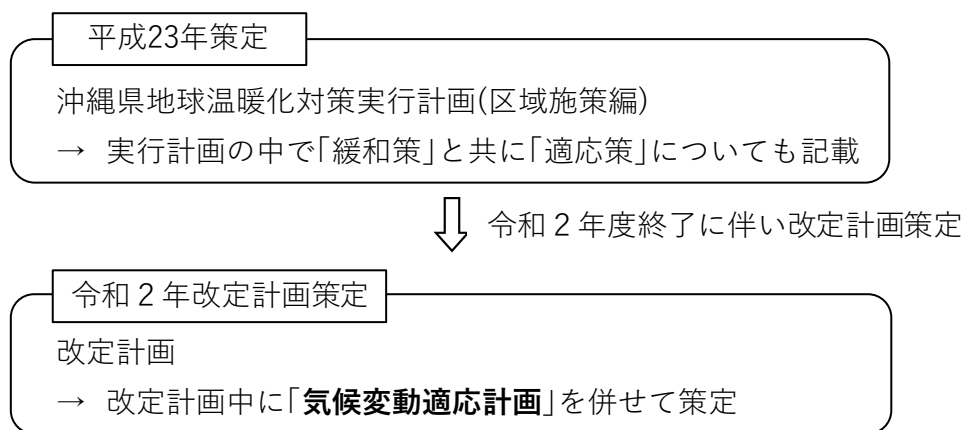 平成23年策定
沖縄県地球温暖化対策実行計画(区域施策編)
→ 実行計画の中で｢緩和策｣と共に｢適応策｣についても記載
令和２年度終了に伴い改定計画策定
令和２年改定計画策定
改定計画
→ 改定計画中に｢気候変動適応計画｣を併せて策定